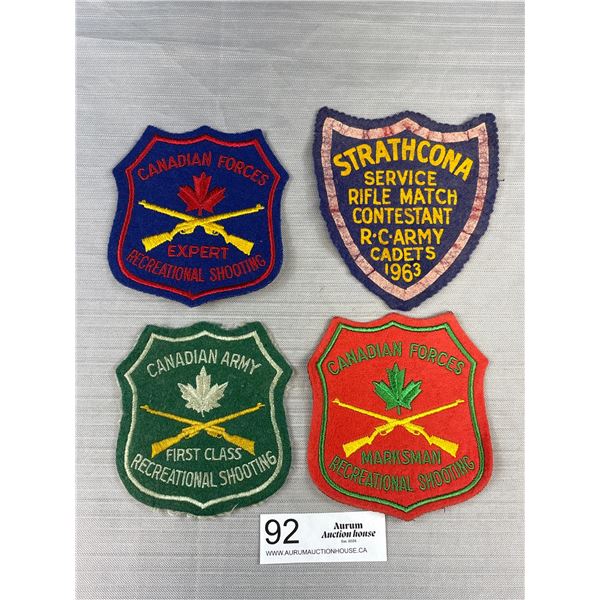 CANADIAN FORCES
EXPERT
RECREATIONAL SHOOTING
STRATHCONA
SERVICE
RIFLE MATCH
CONTESTANT
R·C·ARMY
CADETS
1963
CANADIAN ARMY
FIRST CLASS
RECREATIONAL SHOOTING
CANADIAN FORCES
MARKSMAN
RECREATIONAL SHOOTING
92
Aurum
Auction house
WWW.AURUMAUCTIONHOUSE.CA